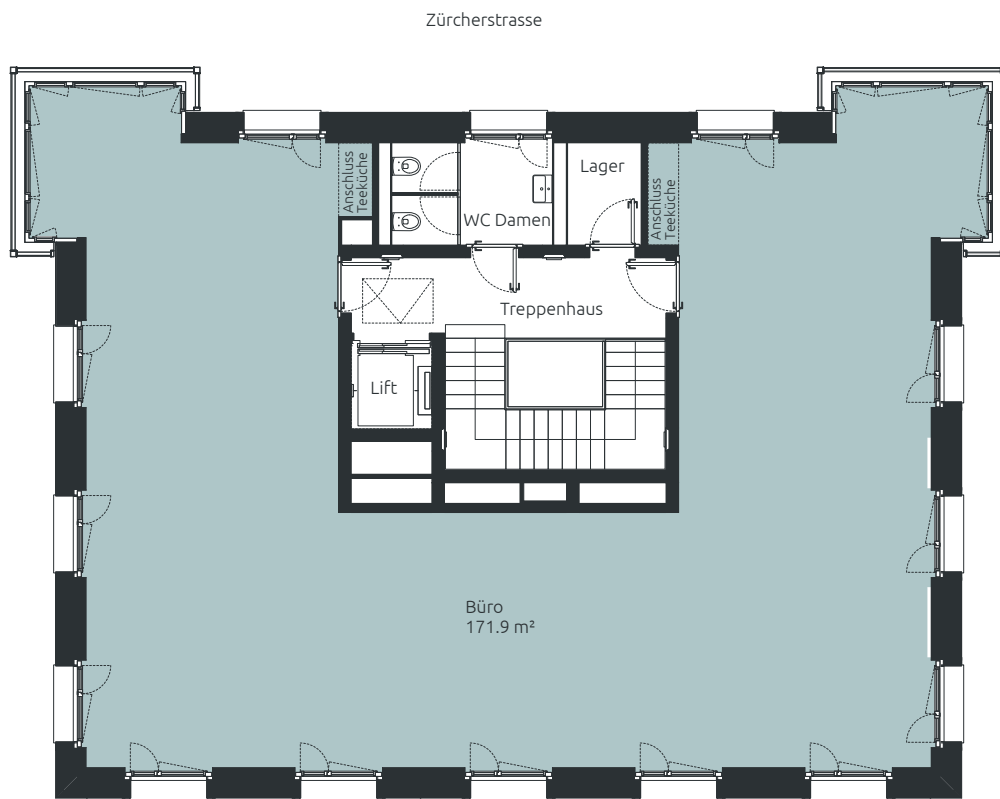 Zürcherstrasse
Anschluss
Teeküche
WC Damen
Lager
Anschluss
Teeküche
Treppenhaus
Lift
Büro
171.9 m²